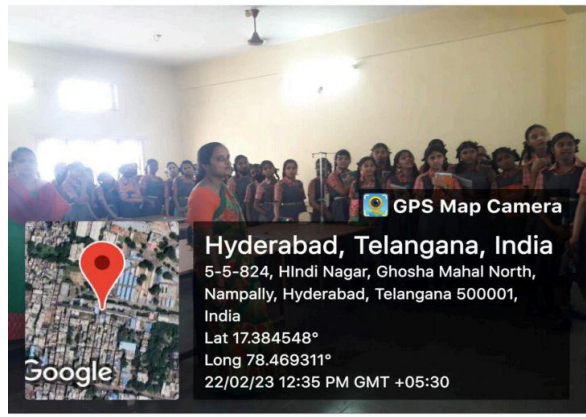 GPS Map Camera
Hyderabad, Telangana, India
5-5-824, HIndi Nagar, Ghosha Mahal North,
Nampally, Hyderabad, Telangana 500001,
India
Lat 17.384548°
Long 78.469311°
22/02/23 12:35 PM GMT +05:30
Google